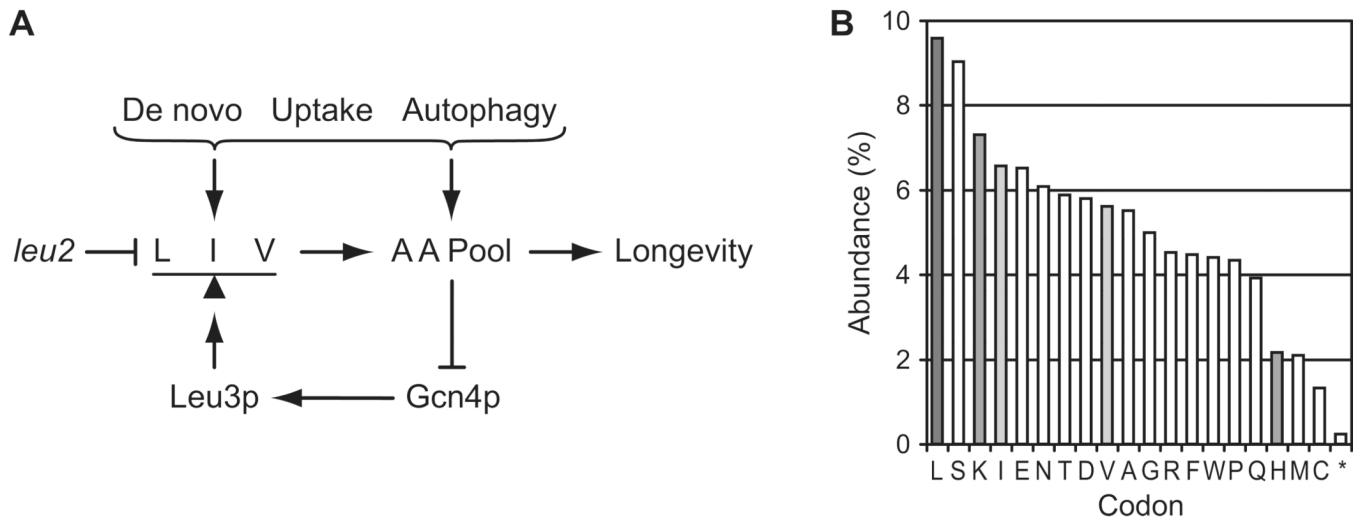 A
De novo Uptake Autophagy
leu2 L I V A A Pool Longevity
Leu3p Gcn4p
B
10
8
6
4
2
0
Abundance (%)
L S K I E N T D V A G R F W P Q H M C *
Codon